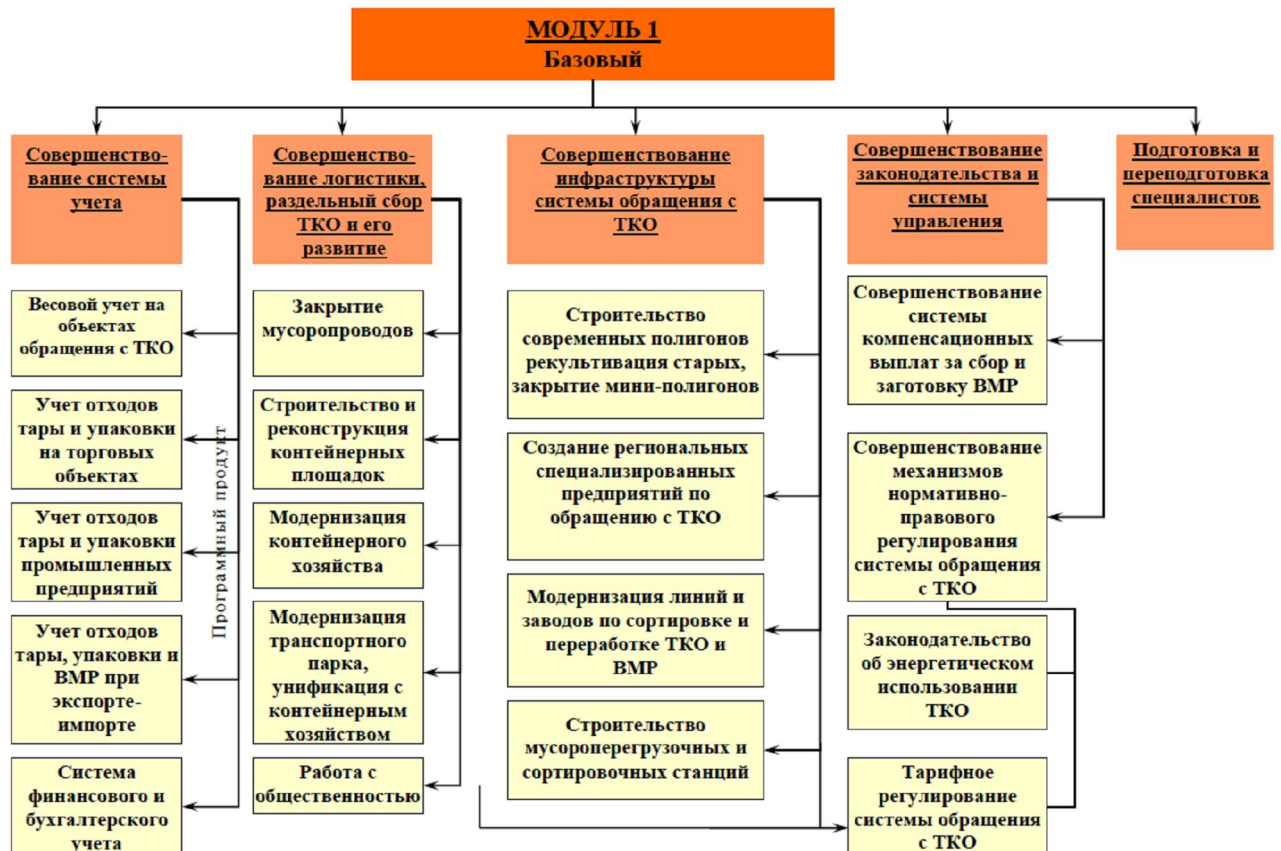 МОДУЛЬ 1
Базовый
Совершенство-
вание системы
учета
Весовой учет на
объектах
обращения с ТКО
Учет отходов
тары и упаковки
на торговых
объектах
Учет отходов
тары и упаковки
промышленных
предприятий
Учет отходов
тары, упаковки и
ВМР при
экспорте-
импорте
Система
финансового и
бухгалтерского
учета
Программный продукт
Совершенство-
вание логистики,
раздельный сбор
ТКО и его
развитие
Закрытие
мусоропроводов
Строительство и
реконструкция
контейнерных
площадок
Модернизация
контейнерного
хозяйства
Модернизация
транспортного
парка,
унификация с
контейнерным
хозяйством
Работа с
общественностью
Совершенствование
инфраструктуры
системы обращения с
ТКО
Строительство
современных полигонов
рекультивация старых,
закрытие мини-полигонов
Создание региональных
специализированных
предприятий по
обращению с ТКО
Модернизация линий и
заводов по сортировке и
переработке ТКО и
ВМР
Строительство
мусороперегрузочных и
сортировочных станций
Совершенствование
законодательства и
системы
управления
Совершенствование
системы
компенсационных
выплат за сбор и
заготовку ВМР
Совершенствование
механизмов
нормативно-
правового
регулирования
системы обращения
с ТКО
Законодательство
об энергетическом
использовании
ТКО
Тарифное
регулирование
системы обращения
с ТКО
Подготовка и
переподготовка
специалистов